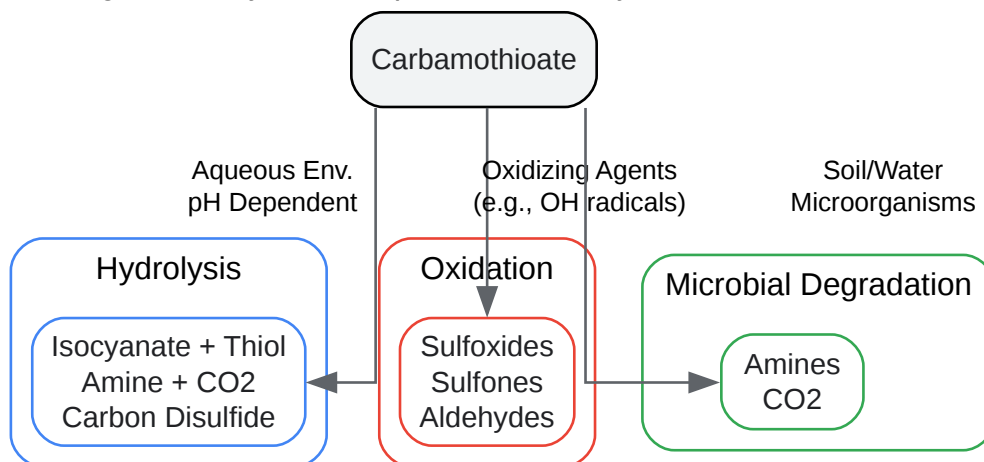 Carbamothioate
Aqueous Env.
pH Dependent
Oxidizing Agents
(e.g., OH radicals)
Soil/Water
Microorganisms
Hydrolysis
Isocyanate + Thiol
Amine + CO2
Carbon Disulfide
Oxidation
Sulfoxides
Sulfones
Aldehydes
Microbial Degradation
Amines
CO2